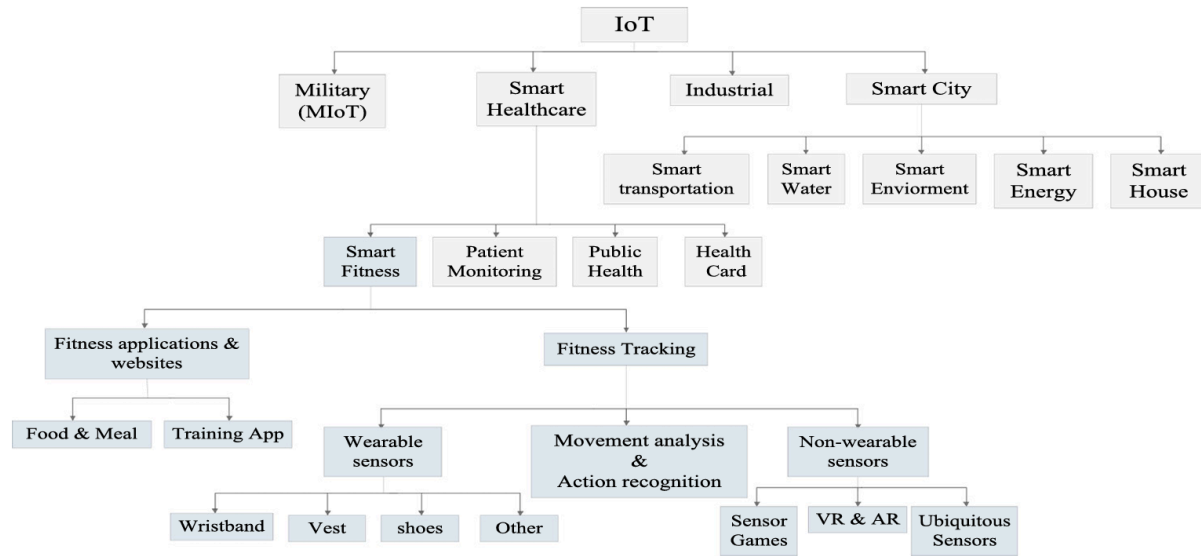 IoT
Military
(MIoT)
Smart
Healthcare
Industrial
Smart City
Smart
transportation
Smart
Water
Smart
Enviorment
Smart
Energy
Smart
House
Smart
Fitness
Patient
Monitoring
Public
Health
Health
Card
Fitness applications &
websites
Fitness Tracking
Food & Meal
Training App
Wearable
sensors
Movement analysis
&
Action recognition
Non-wearable
sensors
Wristband
Vest
shoes
Other
Sensor
Games
VR & AR
Ubiquitous
Sensors